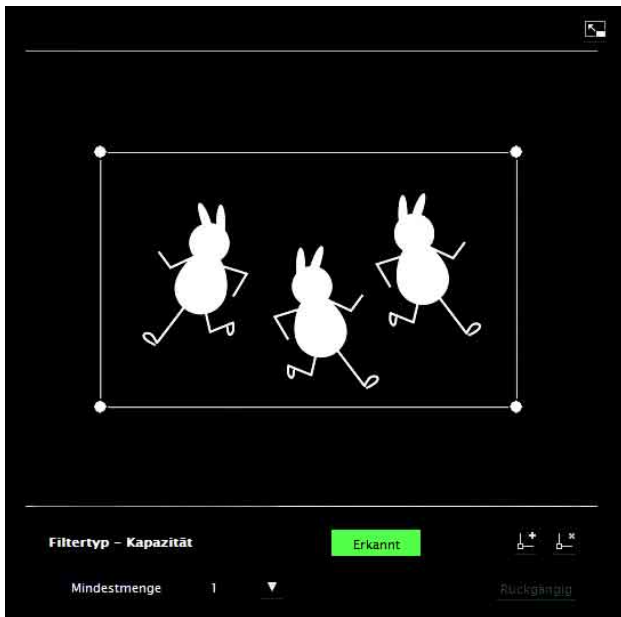 Filtertyp – Kapazität
Erkannt
Mindestmenge 1
Rückgängig